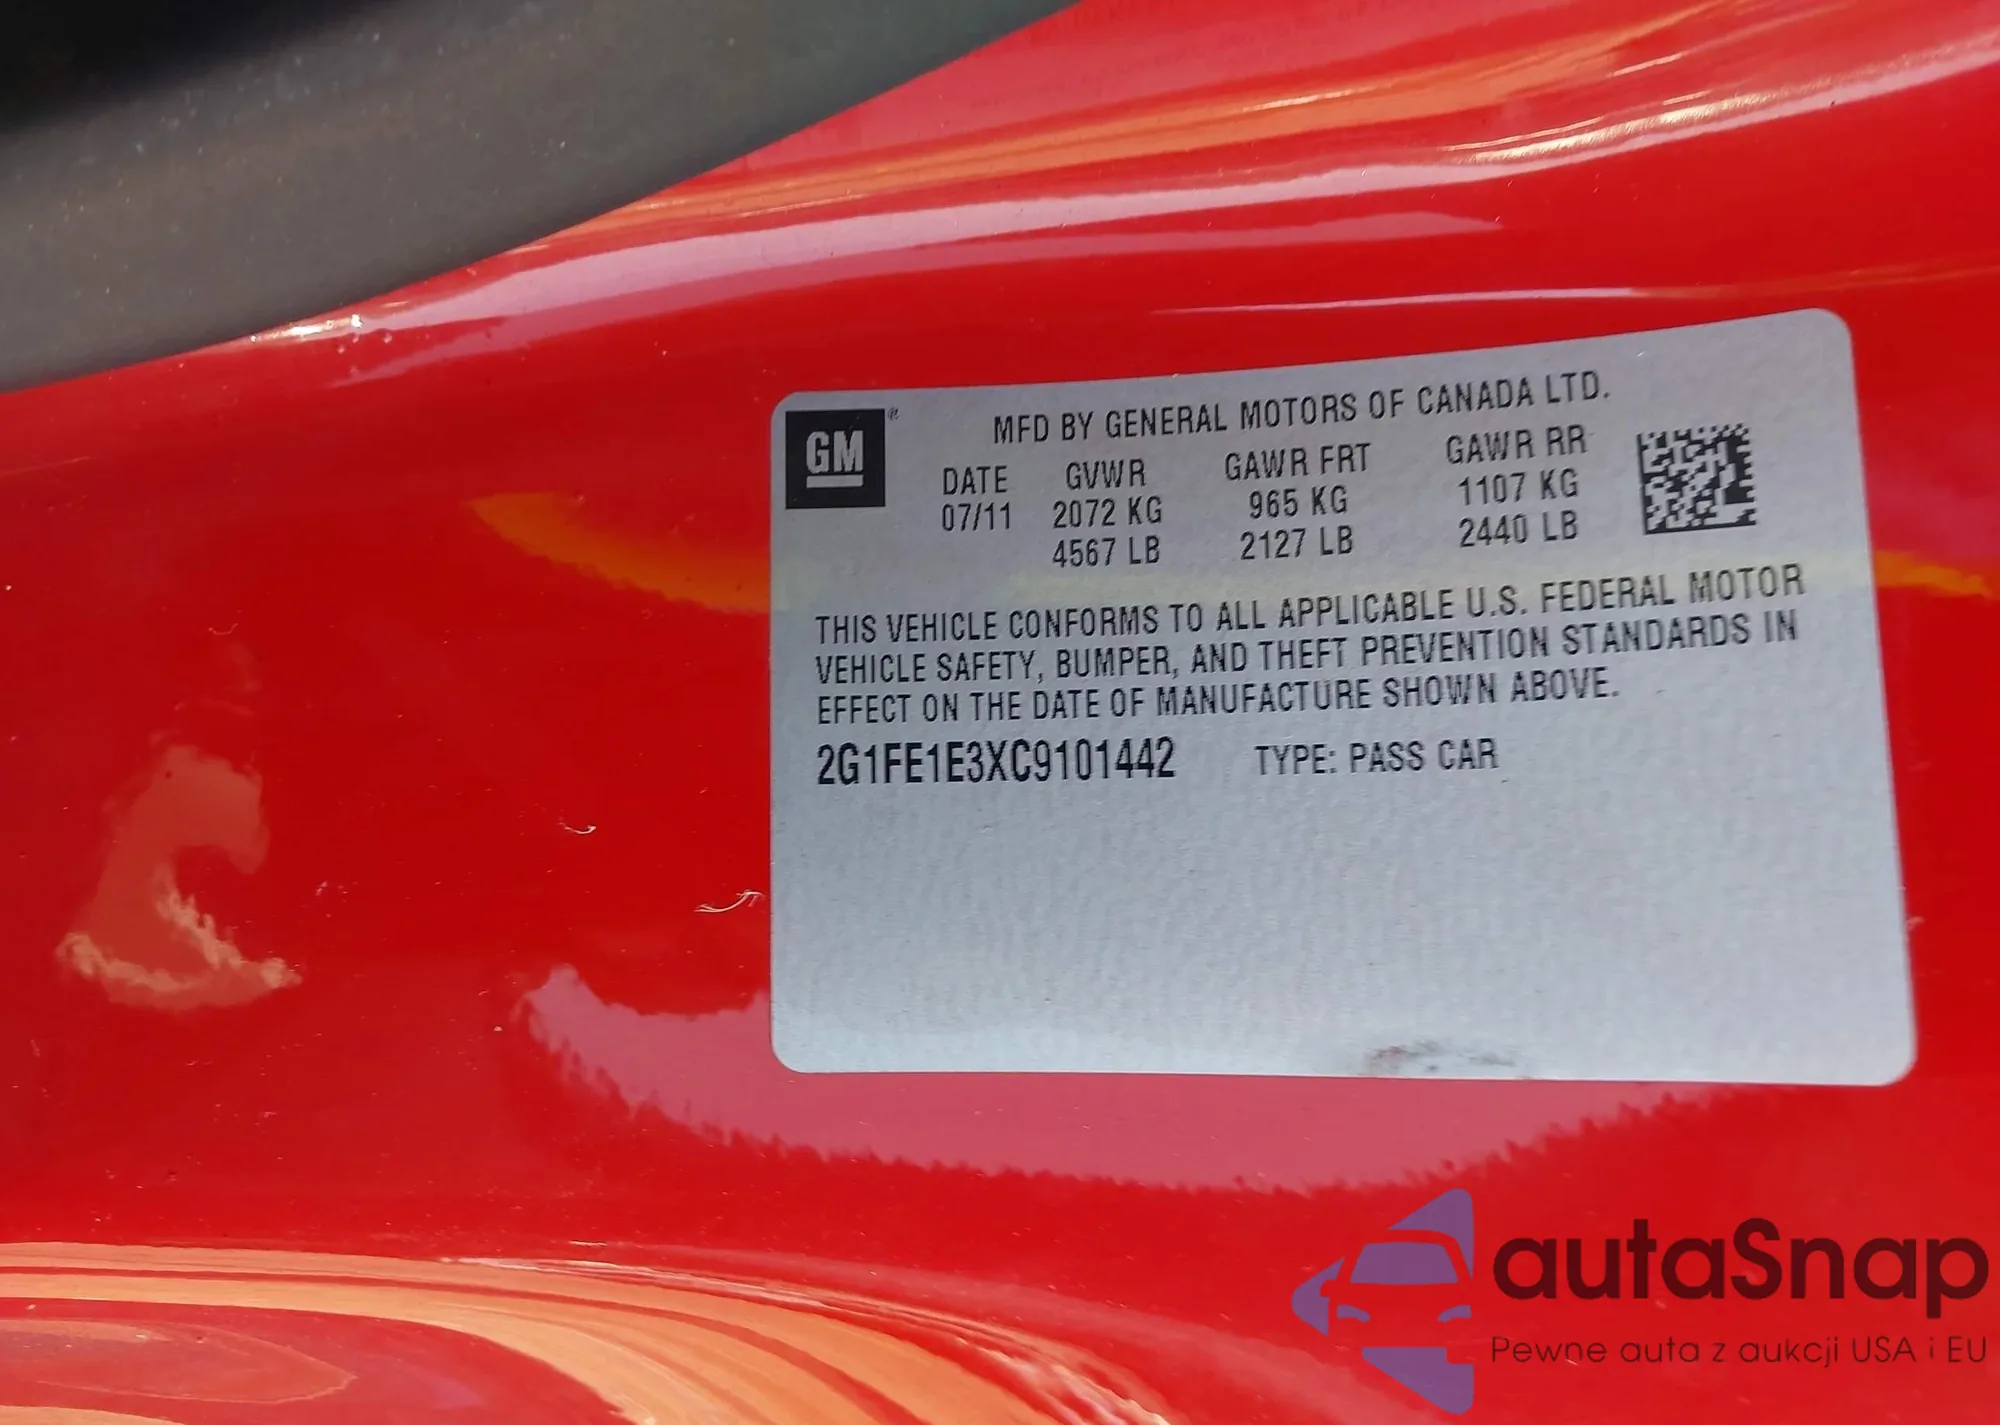 GM ®
MFD BY GENERAL MOTORS OF CANADA LTD.
DATE GVWR GAWR FRT GAWR RR
07/11 2072 KG 965 KG 1107 KG
4567 LB 2127 LB 2440 LB
THIS VEHICLE CONFORMS TO ALL APPLICABLE U.S. FEDERAL MOTOR
VEHICLE SAFETY, BUMPER, AND THEFT PREVENTION STANDARDS IN
EFFECT ON THE DATE OF MANUFACTURE SHOWN ABOVE.
2G1FE1E3XC9101442 TYPE: PASS CAR
autaSnap
Pewne auta z aukcji USA i EU